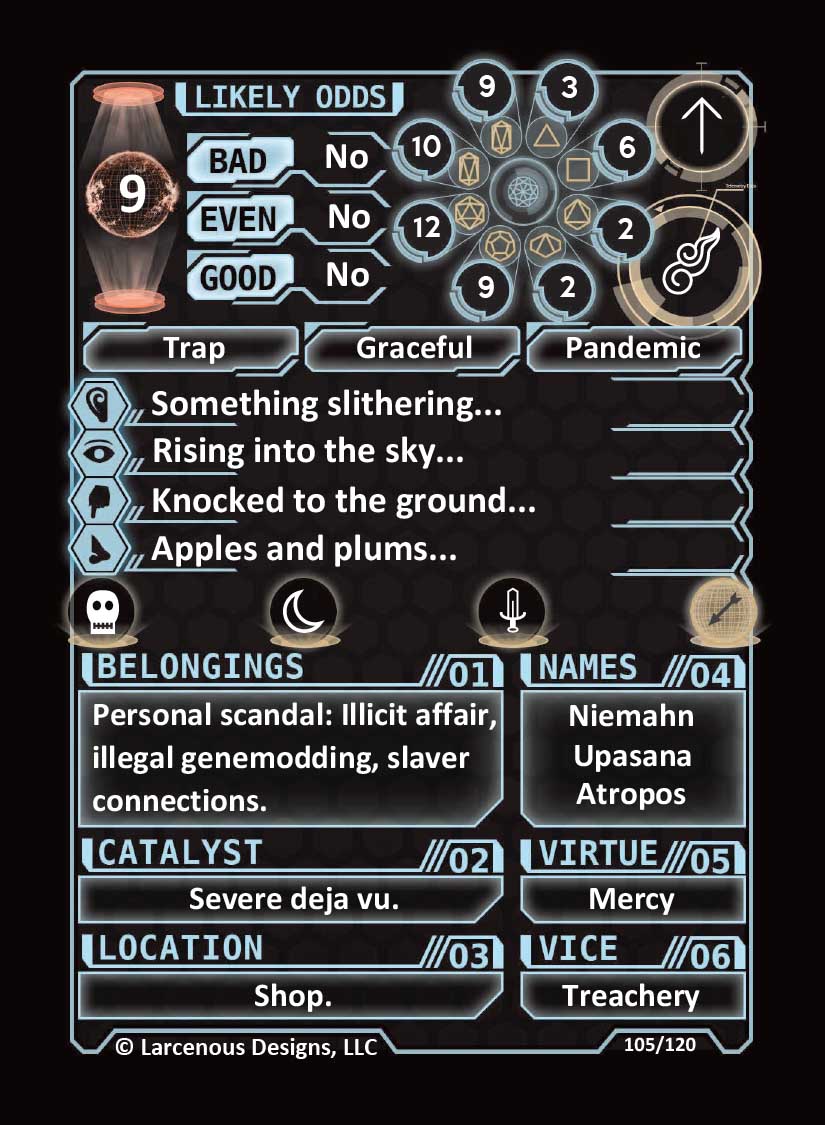 LIKELY ODDS
9
BAD No
EVEN No
GOOD No
9
3
10
6
12
2
9
2
Trap
Graceful
Pandemic
Something slithering...
Rising into the sky...
Knocked to the ground...
Apples and plums...
BELONGINGS ///01
Personal scandal: Illicit affair,
illegal genemodding, slaver
connections.
NAMES ///04
Niemahn
Upasana
Atropos
CATALYST ///02
Severe deja vu.
VIRTUE ///05
Mercy
LOCATION ///03
Shop.
VICE ///06
Treachery
© Larcenous Designs, LLC
105/120